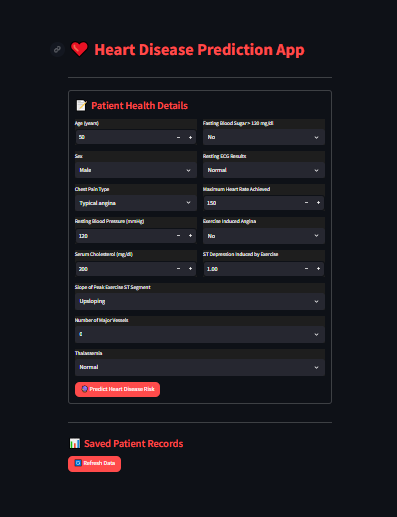 Heart Disease Prediction App
Patient Health Details
Age (years)
50
Fasting Blood Sugar > 120 mg/dl
No
Sex
Male
Resting ECG Results
Normal
Chest Pain Type
Typical angina
Maximum Heart Rate Achieved
150
Resting Blood Pressure (mmHg)
120
Exercise Induced Angina
No
Serum Cholesterol (mg/dl)
200
ST Depression Induced by Exercise
1.00
Slope of Peak Exercise ST Segment
Upsloping
Number of Major Vessels
0
Thalassemia
Normal
Predict Heart Disease Risk
Saved Patient Records
Refresh Data